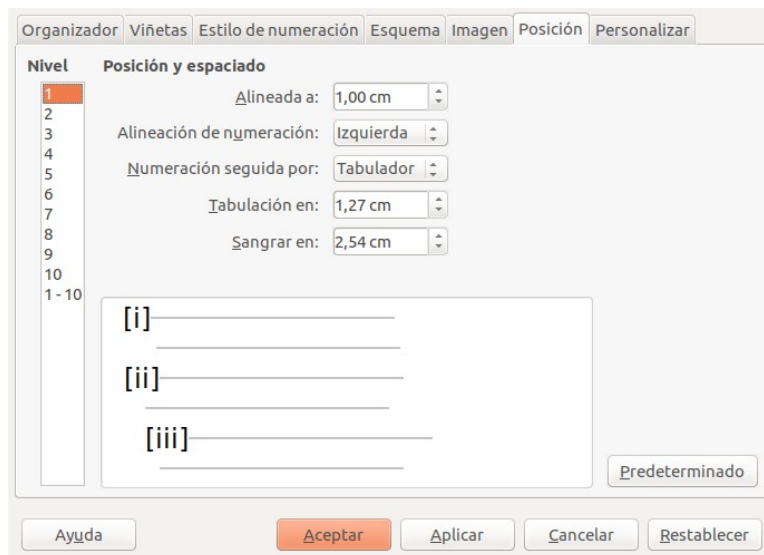 Organizador Viñetas Estilo de numeración Esquema Imagen Posición Personalizar
Nivel Posición y espaciado
1
2
3
4
5
6
7
8
9
10
1 - 10
Alineada a: 1,00 cm
Alineación de numeración: Izquierda
Numeración seguida por: Tabulador
Tabulación en: 1,27 cm
Sangrar en: 2,54 cm
[i]
[ii]
[iii]
Predeterminado
Ayuda Aceptar Aplicar Cancelar Restablecer